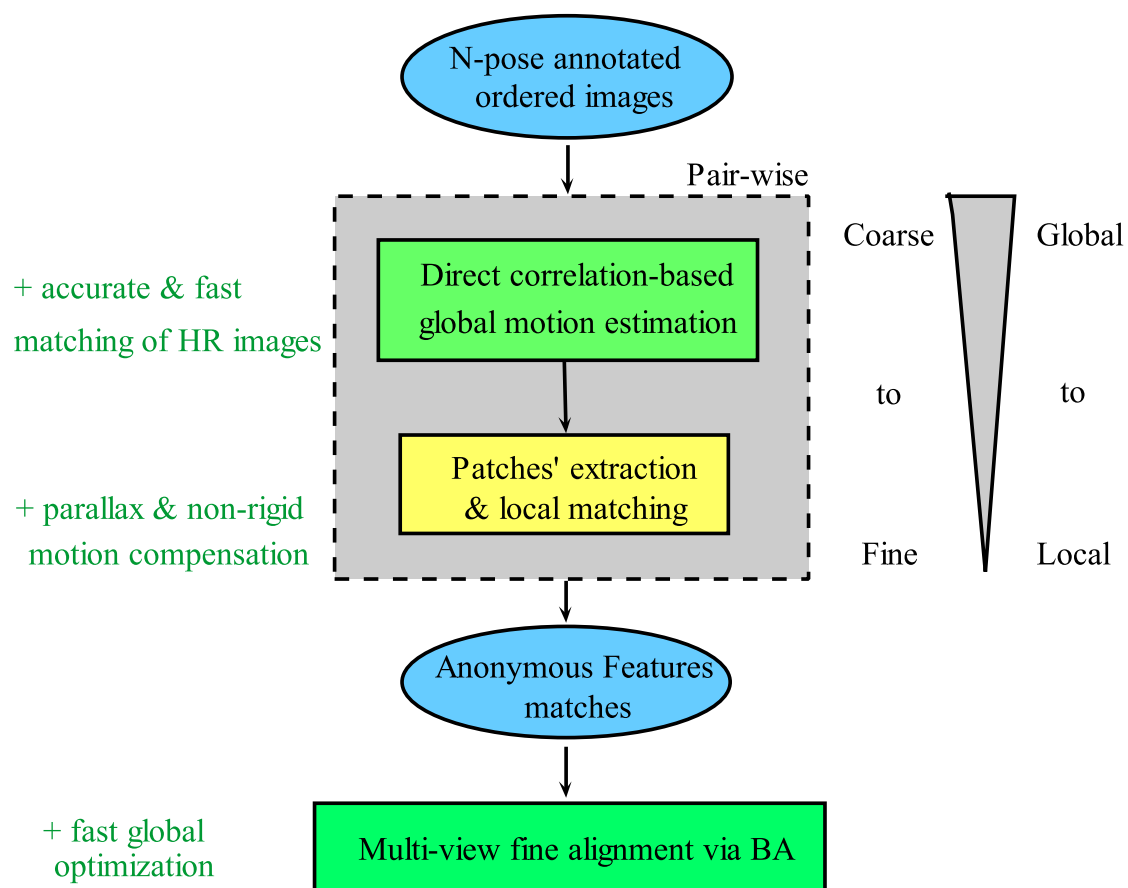 N-pose annotated
ordered images
Pair-wise
Direct correlation-based
global motion estimation
+ accurate & fast
matching of HR images
Coarse
Global
to
to
Patches' extraction
& local matching
+ parallax & non-rigid
motion compensation
Fine
Local
Anonymous Features
matches
Multi-view fine alignment via BA
+ fast global
optimization